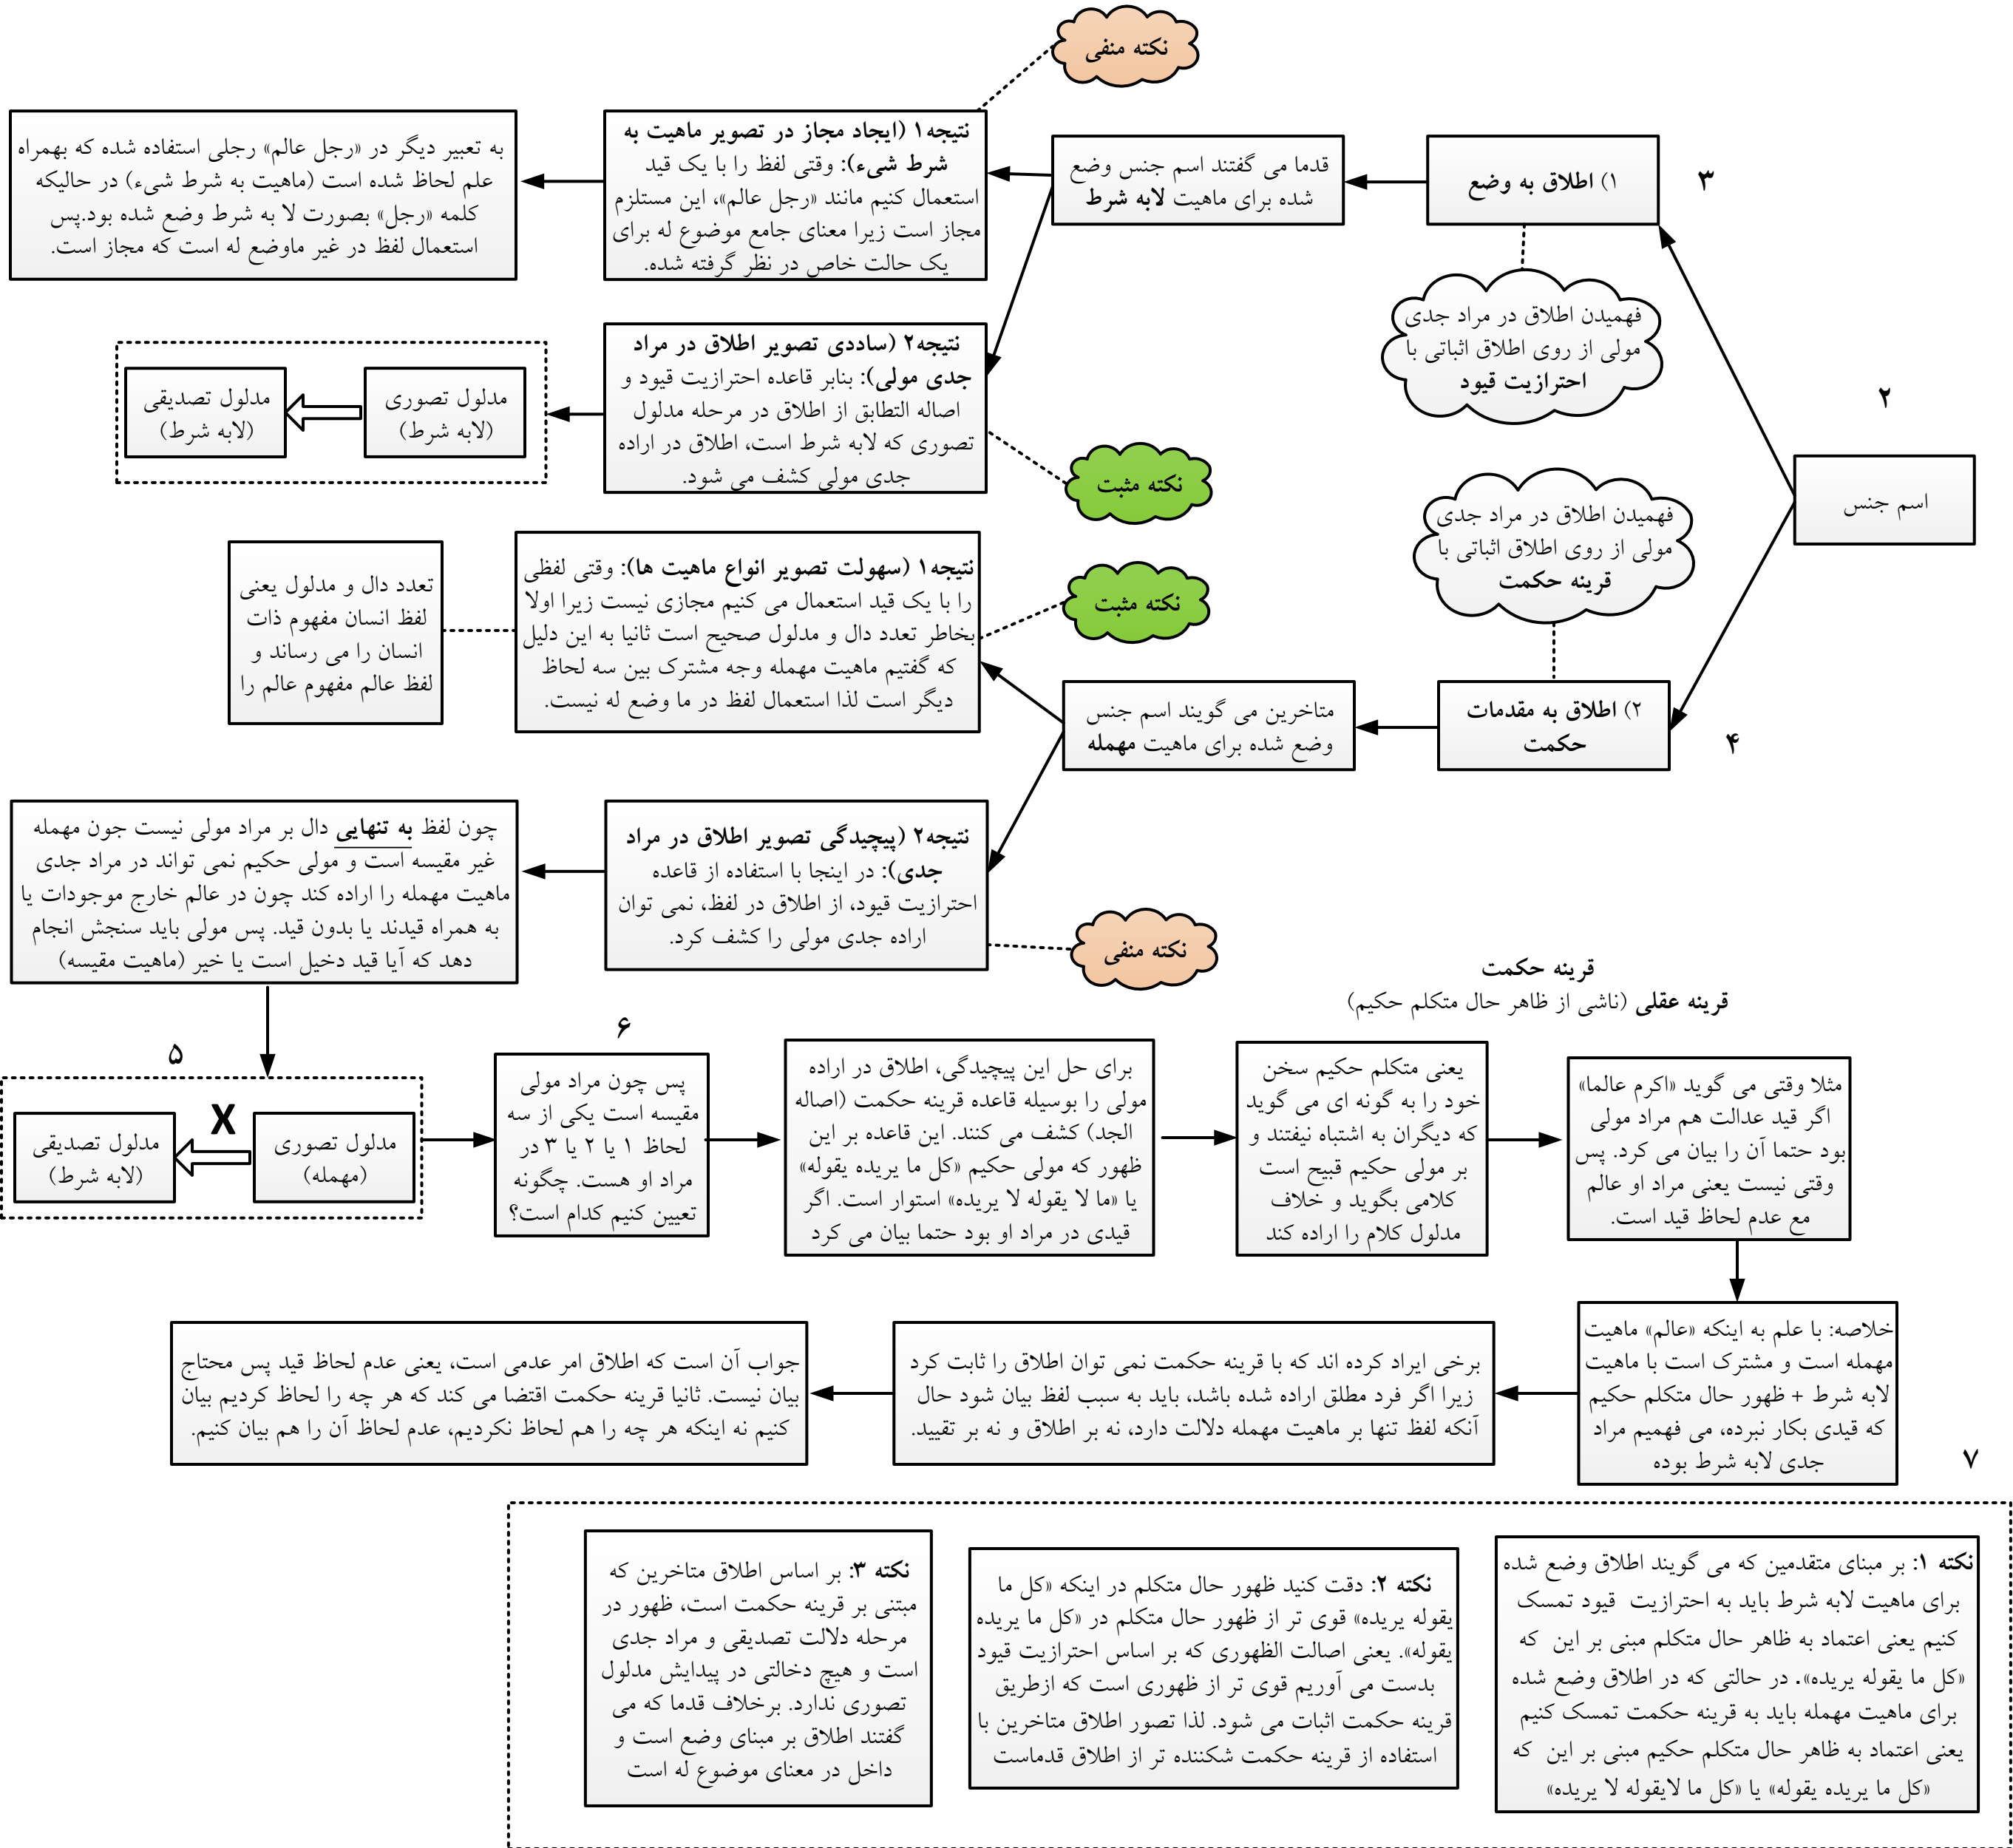 نکته منفی
۳
۱) اطلاق به وضع
قدما می گفتند اسم جنس وضع
شده برای ماهیت لابه شرط
نتیجه۱ (ایجاد مجاز در تصویر ماهیت به
شرط شیء): وقتی لفظ را با یک قید
استعمال کنیم مانند «رجل عالم»، این مستلزم
مجاز است زیرا معنای جامع موضوع له برای
یک حالت خاص در نظر گرفته شده.
به تعبیر دیگر در «رجل عالم» رجلی استفاده شده که بهمراه
علم لحاظ شده است (ماهیت به شرط شیء) در حالیکه
کلمه «رجل» بصورت لا به شرط وضع شده بود.پس
استعمال لفظ در غیر ماوضع له است که مجاز است.
فهمیدن اطلاق در مراد جدی
مولی از روی اطلاق اثباتی با
احترازیت قیود
نتیجه۲ (ساددی تصویر اطلاق در مراد
جدی مولی): بنابر قاعده احترازیت قیود و
اصاله التطابق از اطلاق در مرحله مدلول
تصوری که لابه شرط است، اطلاق در اراده
جدی مولی کشف می شود.
مدلول تصوری
(لابه شرط)
مدلول تصدیقی
(لابه شرط)
نکته مثبت
۲
اسم جنس
فهمیدن اطلاق در مراد جدی
مولی از روی اطلاق اثباتی با
قرینه حکمت
نکته مثبت
۴
۲) اطلاق به مقدمات
حکمت
متاخرین می گویند اسم جنس
وضع شده برای ماهیت مهمله
نتیجه۱ (سهولت تصویر انواع ماهیت ها): وقتی لفظی
را با یک قید استعمال می کنیم مجازی نیست زیرا اولا
بخاطر تعدد دال و مدلول صحیح است ثانیا به این دلیل
که گفتیم ماهیت مهمله وجه مشترک بین سه لحاظ
دیگر است لذا استعمال لفظ در ما وضع له نیست.
تعدد دال و مدلول یعنی
لفظ انسان مفهوم ذات
انسان را می رساند و
لفظ عالم مفهوم عالم را
نتیجه۲ (پیچیدگی تصویر اطلاق در مراد
جدی): در اینجا با استفاده از قاعده
احترازیت قیود، از اطلاق در لفظ، نمی توان
اراده جدی مولی را کشف کرد.
نکته منفی
چون لفظ به تنهایی دال بر مراد مولی نیست جون مهمله
غیر مقیسه است و مولی حکیم نمی تواند در مراد جدی
ماهیت مهمله را اراده کند چون در عالم خارج موجودات یا
به همراه قیدند یا بدون قید. پس مولی باید سنجش انجام
دهد که آیا قید دخیل است یا خیر (ماهیت مقیسه)
۵
مدلول تصوری
(مهمله)
X
مدلول تصدیقی
(لابه شرط)
۶
پس چون مراد مولی
مقیسه است یکی از سه
لحاظ ۱ یا ۲ یا ۳ در
مراد او هست. چگونه
تعیین کنیم کدام است؟
برای حل این پیچیدگی، اطلاق در اراده
مولی را بوسیله قاعده قرینه حکمت (اصاله
الجد) کشف می کنند. این قاعده بر این
ظهور که مولی حکیم «کل ما یریده یقوله»
یا «ما لا یقوله لا یریده» استوار است. اگر
قیدی در مراد او بود حتما بیان می کرد
قرینه حکمت
قرینه عقلی (ناشی از ظاهر حال متکلم حکیم)
یعنی متکلم حکیم سخن
خود را به گونه ای می گوید
که دیگران به اشتباه نیفتند و
بر مولی حکیم قبیح است
کلامی بگوید و خلاف
مدلول کلام را اراده کند
مثلا وقتی می گوید «اکرم عالما»
اگر قید عدالت هم مراد مولی
بود حتما آن را بیان می کرد. پس
وقتی نیست یعنی مراد او عالم
مع عدم لحاظ قید است.
خلاصه: با علم به اینکه «عالم» ماهیت
مهمله است و مشترک است با ماهیت
لابه شرط + ظهور حال متکلم حکیم
که قیدی بکار نبرده، می فهمیم مراد
جدی لابه شرط بوده
برخی ایراد کرده اند که با قرینه حکمت نمی توان اطلاق را ثابت کرد
زیرا اگر فرد مطلق اراده شده باشد، باید به سبب لفظ بیان شود حال
آنکه لفظ تنها بر ماهیت مهمله دلالت دارد، نه بر اطلاق و نه بر تقیید.
جواب آن است که اطلاق امر عدمی است، یعنی عدم لحاظ قید پس محتاج
بیان نیست. ثانیا قرینه حکمت اقتضا می کند که هر چه را لحاظ کردیم بیان
کنیم نه اینکه هر چه را هم لحاظ نکردیم، عدم لحاظ آن را هم بیان کنیم.
۷
نکته ۱: بر مبنای متقدمین که می گویند اطلاق وضع شده
برای ماهیت لابه شرط باید به احترازیت قیود تمسک
کنیم یعنی اعتماد به ظاهر حال متکلم مبنی بر این که
«کل ما یقوله یریده». در حالتی که در اطلاق وضع شده
برای ماهیت مهمله باید به قرینه حکمت تمسک کنیم
یعنی اعتماد به ظاهر حال متکلم حکیم مبنی بر این که
«کل ما یریده یقوله» یا «کل ما لایقوله لا یریده»
نکته ۲: دقت کنید ظهور حال متکلم در اینکه «کل ما
یقوله یریده» قوی تر از ظهور حال متکلم در «کل ما یریده
یقوله». یعنی اصالت الظهوری که بر اساس احترازیت قیود
بدست می آوریم قوی تر از ظهوری است که ازطریق
قرینه حکمت اثبات می شود. لذا تصور اطلاق متاخرین با
استفاده از قرینه حکمت شکننده تر از اطلاق قدماست
نکته ۳: بر اساس اطلاق متاخرین که
مبتنی بر قرینه حکمت است، ظهور در
مرحله دلالت تصدیقی و مراد جدی
است و هیچ دخالتی در پیدایش مدلول
تصوری ندارد. برخلاف قدما که می
گفتند اطلاق بر مبنای وضع است و
داخل در معنای موضوع له است